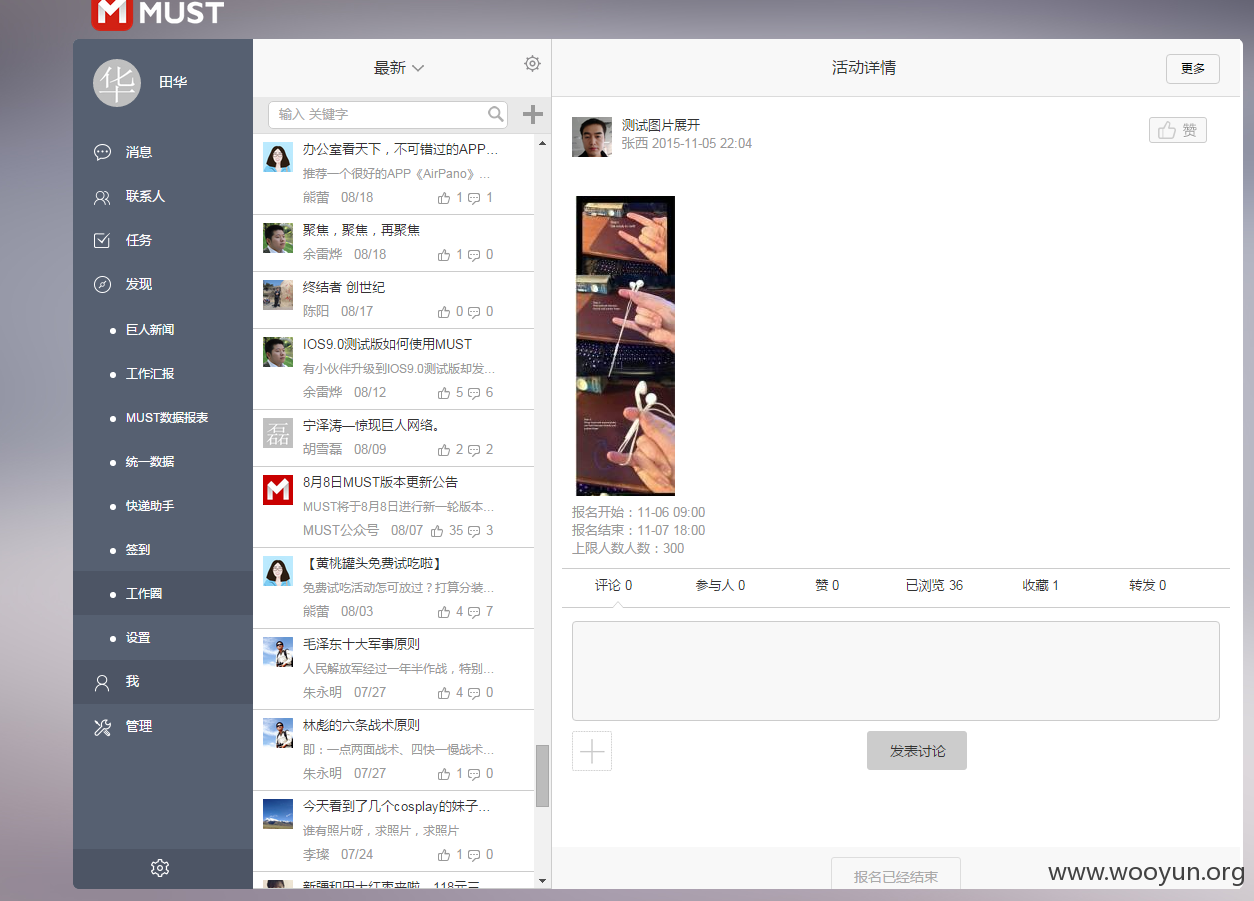 MUST
华
田华
消息
联系人
任务
发现
巨人新闻
工作汇报
MUST数据报表
统一数据
快递助手
签到
工作圈
设置
我
管理
最新
输入 关键字
办公室看天下，不可错过的APP…
推荐一个很好的APP《AirPano》…
熊蕾 08/18 1 1
聚焦，聚焦，再聚焦
余雷烨 08/18 1 0
终结者 创世纪
陈阳 08/17 0 0
IOS9.0测试版如何使用MUST
有小伙伴升级到IOS9.0测试版却发…
余雷烨 08/12 5 6
磊
宁泽涛—惊现巨人网络。
胡雪磊 08/09 2 2
8月8日MUST版本更新公告
MUST将于8月8日进行新一轮版本…
MUST公众号 08/07 35 3
【黄桃罐头免费试吃啦】
免费试吃活动怎可放过？打算分装…
熊蕾 08/03 4 7
毛泽东十大军事原则
人民解放军经过一年半作战，特别…
朱永明 07/27 4 0
林彪的六条战术原则
即：一点两面战术、四快一慢战术…
朱永明 07/27 1 0
今天看到了几个cosplay的妹子…
谁有照片呀，求照片，求照片
李璨 07/24 1 0
新疆和田大红枣来啦，118元三…
活动详情
更多
测试图片展开
张西 2015-11-05 22:04
赞
报名开始：11-06 09:00
报名结束：11-07 18:00
上限人数人数：300
评论 0 参与人 0 赞 0 已浏览 36 收藏 1 转发 0
发表讨论
报名已经结束
www.wooyun.org